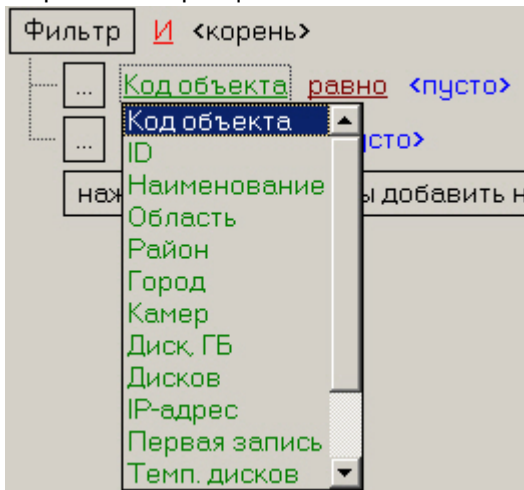 Фильтр И <корень>
... Код объекта равно <пусто>
Код объекта
... сто>
ID
Наименование
наж ы добавить н
Область
Район
Город
Камер
Диск, ГБ
Дисков
IP-адрес
Первая запись
Темп. дисков